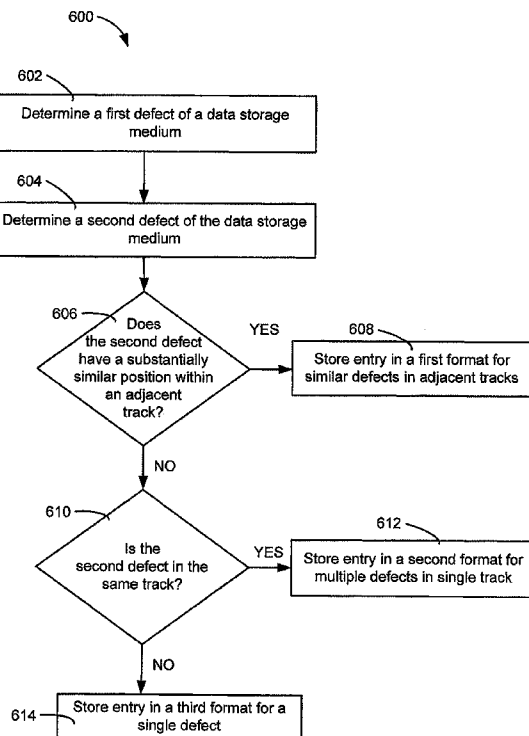 600
602
Determine a first defect of a data storage
medium
604
Determine a second defect of the data storage
medium
606
Does
the second defect
have a substantially
similar position within
an adjacent
track?
YES
608
Store entry in a first format for
similar defects in adjacent tracks
NO
610
Is the
second defect in the
same track?
YES
612
Store entry in a second format for
multiple defects in single track
NO
614
Store entry in a third format for a
single defect